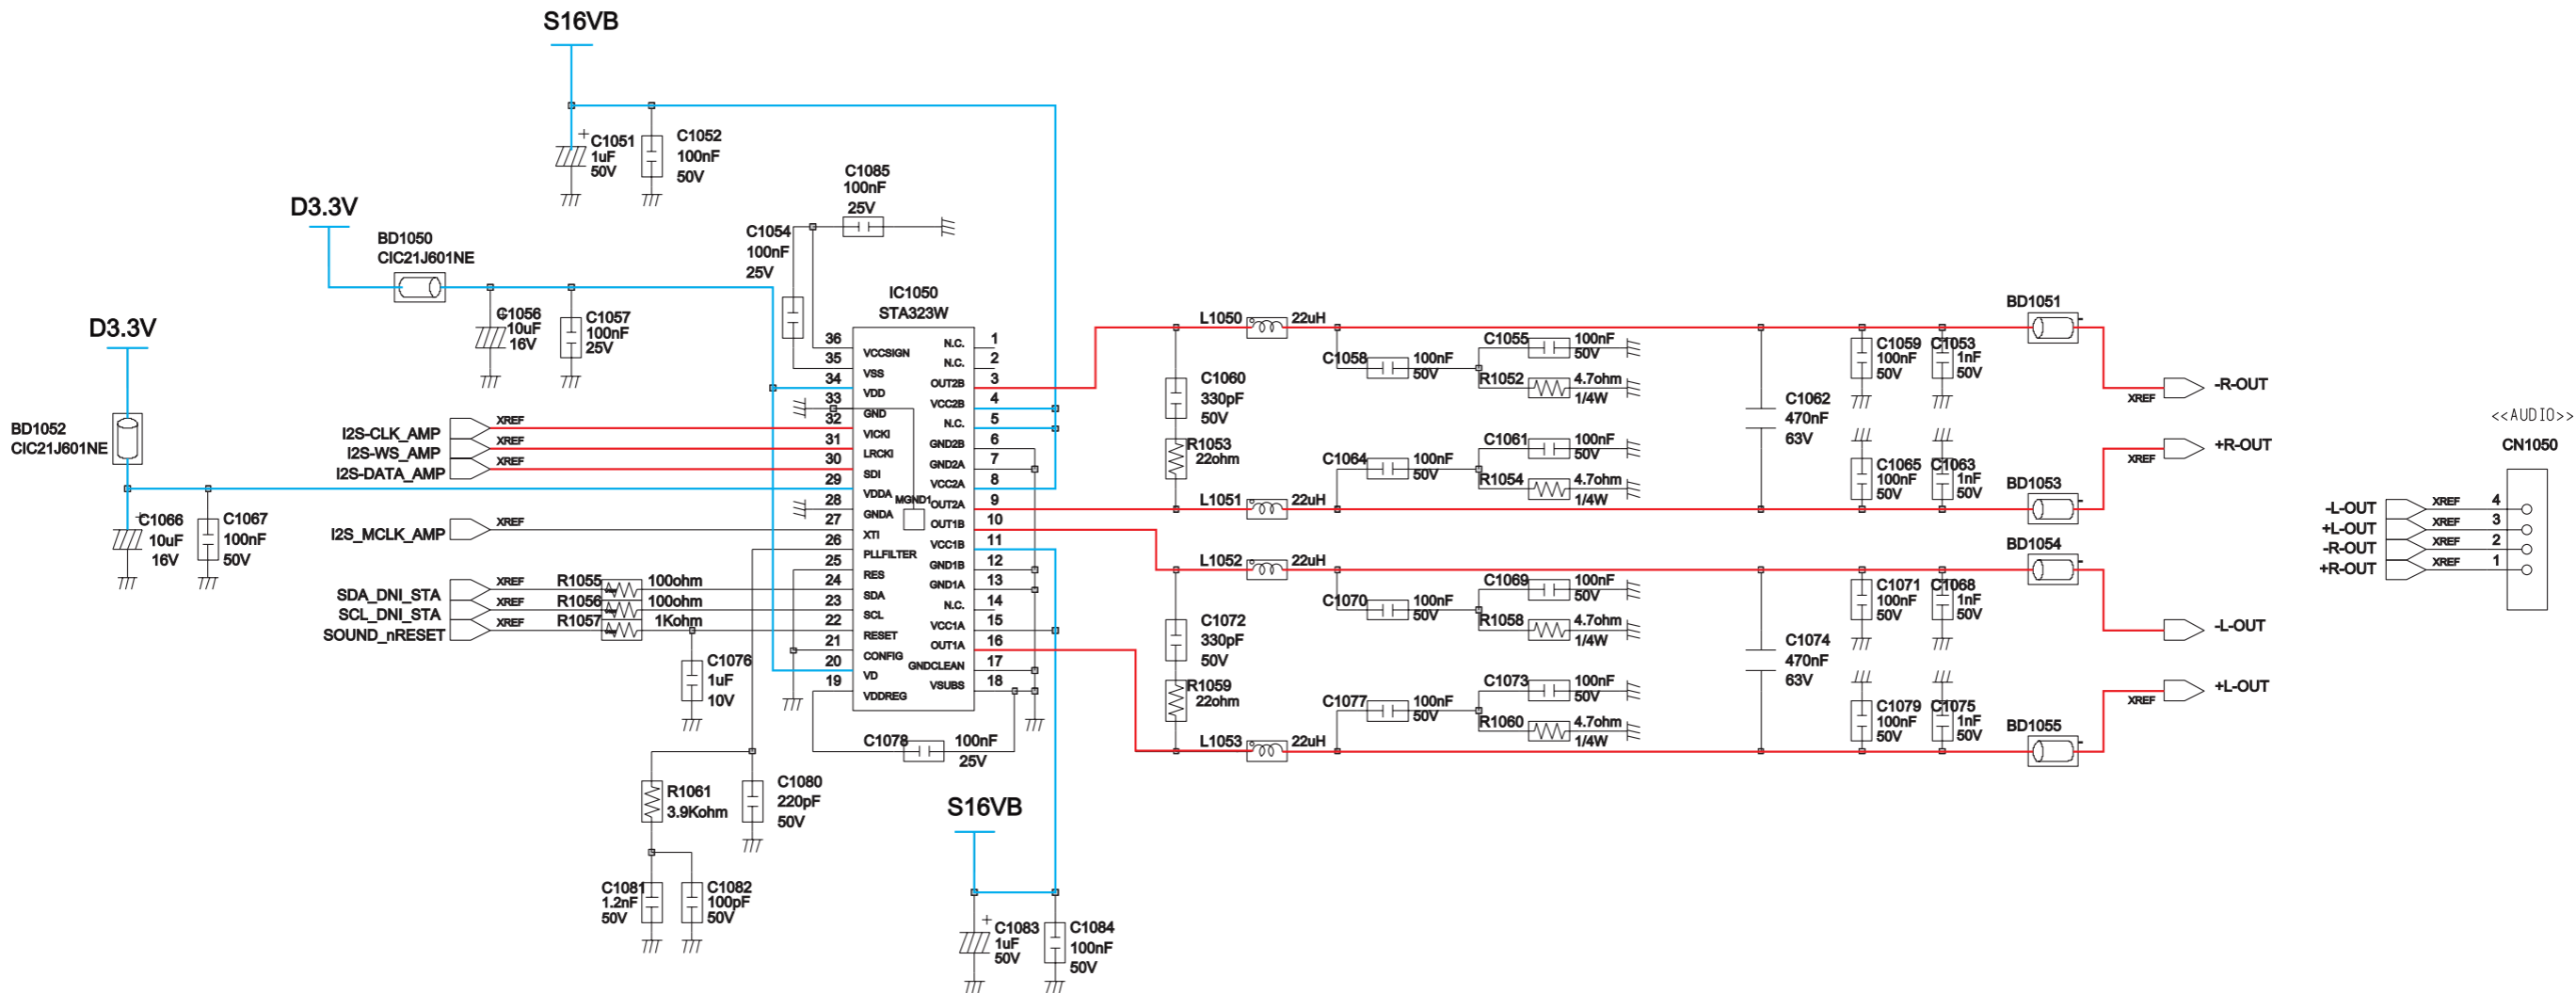 S16VB
C1051
1uF
50V
C1052
100nF
50V
C1085
100nF
25V
D3.3V
BD1050
CIC21J601NE
C1054
100nF
25V
C1056
10uF
16V
C1057
100nF
25V
D3.3V
BD1052
CIC21J601NE
C1066
10uF
16V
C1067
100nF
50V
I2S-CLK_AMP
XREF
I2S-WS_AMP
XREF
I2S-DATA_AMP
XREF
I2S_MCLK_AMP
XREF
SDA_DNI_STA
XREF
R1055
100ohm
SCL_DNI_STA
XREF
R1056
100ohm
SOUND_nRESET
XREF
R1057
1Kohm
C1076
1uF
10V
R1061
3.9Kohm
C1080
220pF
50V
C1081
1.2nF
50V
C1082
100pF
50V
IC1050
STA323W
36
VCCSIGN
35
VSS
34
VDD
33
GND
32
VICKI
31
LRCKI
30
SDI
29
VDDA
28
GNDA
27
XTI
26
PLLFILTER
25
RES
24
SDA
23
SCL
22
RESET
21
CONFIG
20
VD
19
VDDREG
MGND1
N.C.
1
N.C.
2
OUT2B
3
VCC2B
4
N.C.
5
GND2B
6
GND2A
7
VCC2A
8
OUT2A
9
OUT1B
10
VCC1B
11
GND1B
12
GND1A
13
N.C.
14
VCC1A
15
OUT1A
16
GNDCLEAN
17
VSUBS
18
C1078
100nF
25V
S16VB
C1083
1uF
50V
C1084
100nF
50V
L1050
22uH
C1060
330pF
50V
R1053
22ohm
L1051
22uH
C1058
100nF
50V
C1055
100nF
50V
R1052
4.7ohm
1/4W
C1064
100nF
50V
C1061
100nF
50V
R1054
4.7ohm
1/4W
C1062
470nF
63V
C1059
100nF
50V
C1053
1nF
50V
C1065
100nF
50V
C1063
1nF
50V
BD1051
XREF
-R-OUT
BD1053
XREF
+R-OUT
L1052
22uH
C1072
330pF
50V
R1059
22ohm
L1053
22uH
C1070
100nF
50V
C1069
100nF
50V
R1058
4.7ohm
1/4W
C1077
100nF
50V
C1073
100nF
50V
R1060
4.7ohm
1/4W
C1074
470nF
63V
C1071
100nF
50V
C1068
1nF
50V
C1079
100nF
50V
C1075
1nF
50V
BD1054
XREF
-L-OUT
BD1055
XREF
+L-OUT
<<AUDIO>>
CN1050
-L-OUT
XREF
4
+L-OUT
XREF
3
-R-OUT
XREF
2
+R-OUT
XREF
1